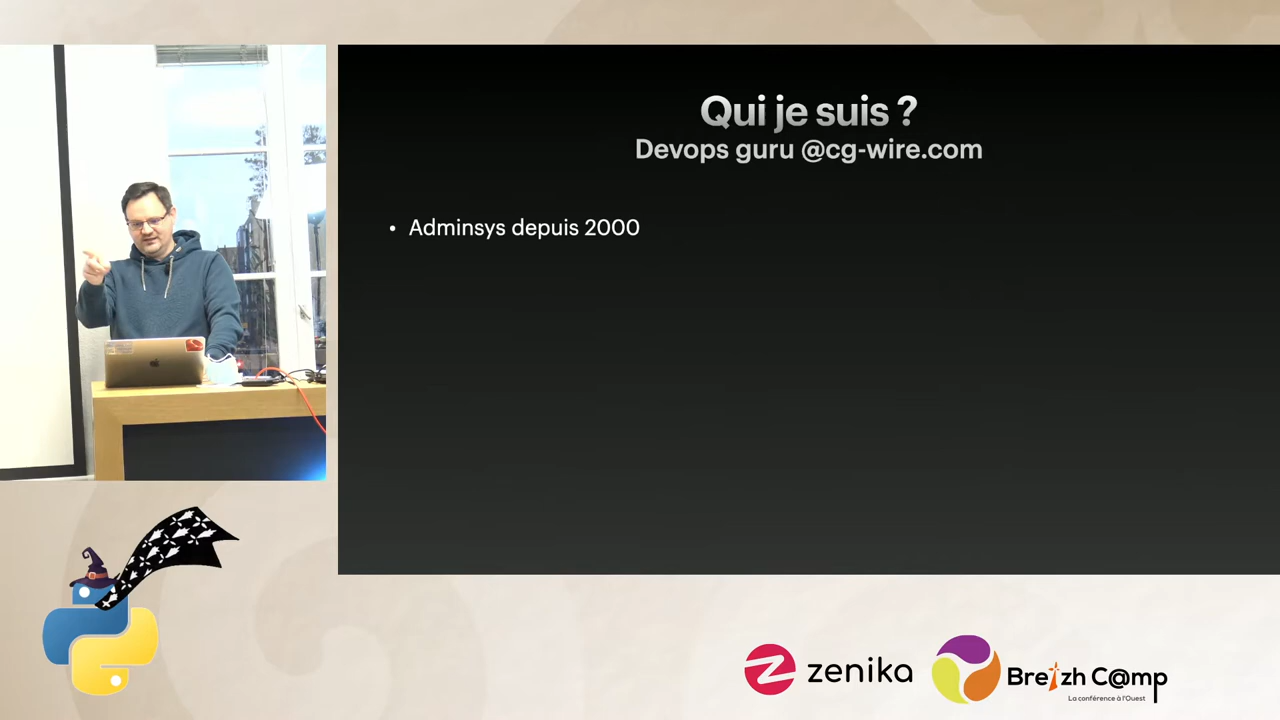 Qui je suis ?
Devops guru @cg-wire.com
• Adminsys depuis 2000
zenika
Breizh C@mp
La conférence à l'Ouest